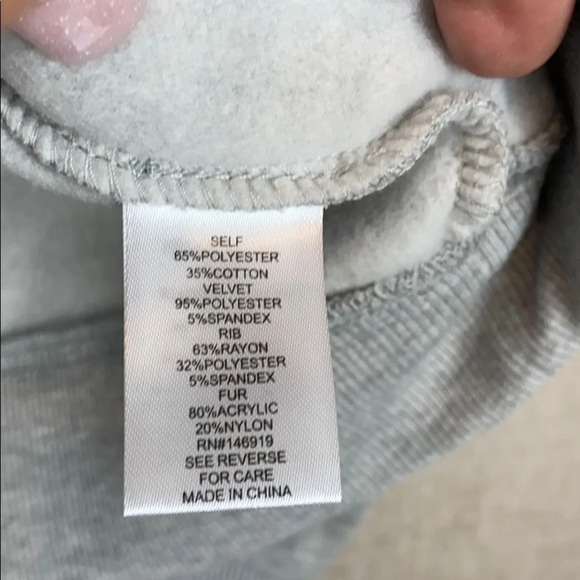 SELF
65%POLYESTER
35%COTTON
VELVET
95%POLYESTER
5%SPANDEX
RIB
63%RAYON
32%POLYESTER
5%SPANDEX
FUR
80%ACRYLIC
20%NYLON
RN#146919
SEE REVERSE
FOR CARE
MADE IN CHINA